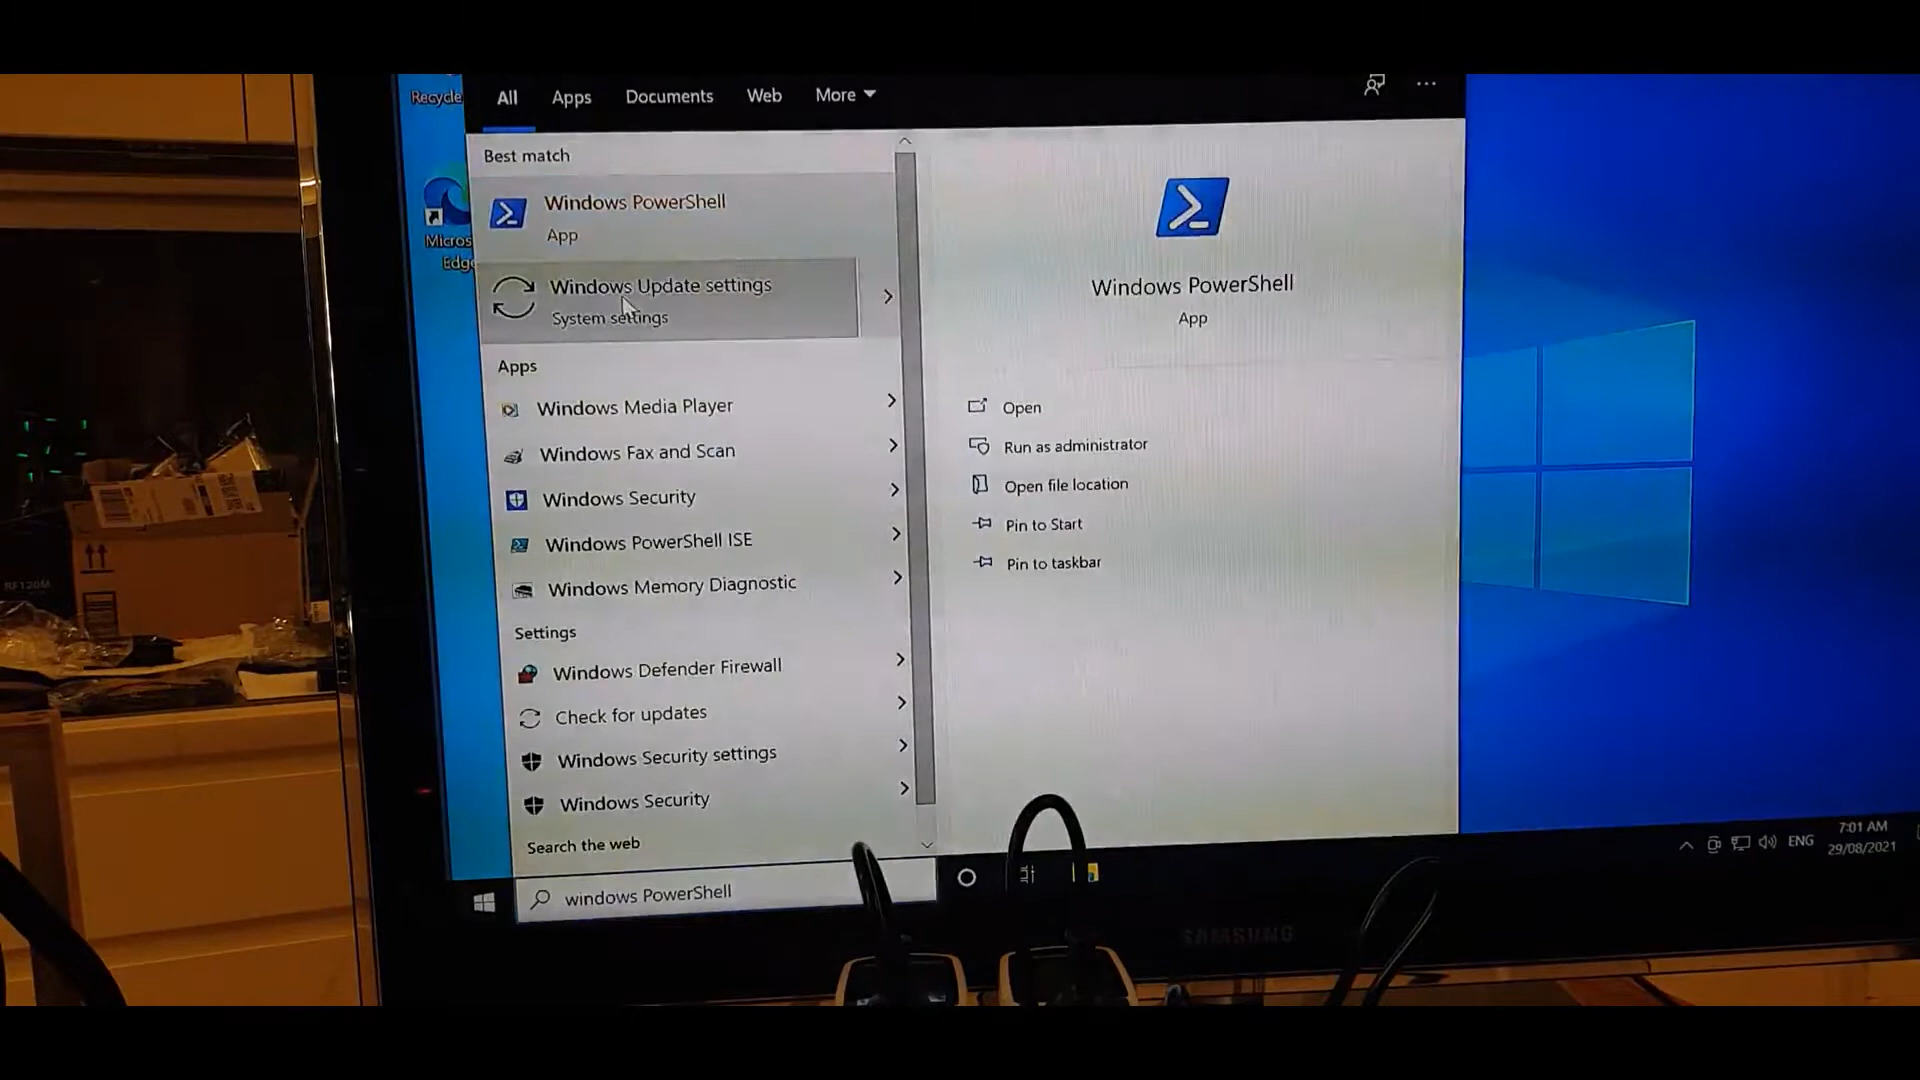 Recycle
All Apps Documents Web More
Best match
Windows PowerShell
App
Windows Update settings
System settings
Apps
Windows Media Player
Windows Fax and Scan
Windows Security
Windows PowerShell ISE
Windows Memory Diagnostic
Settings
Windows Defender Firewall
Check for updates
Windows Security settings
Windows Security
Search the web
windows PowerShell
Micros
Edge
Windows PowerShell
App
Open
Run as administrator
Open file location
Pin to Start
Pin to taskbar
ENG
7:01 AM
29/08/2021
SAMSUNG
RF120M